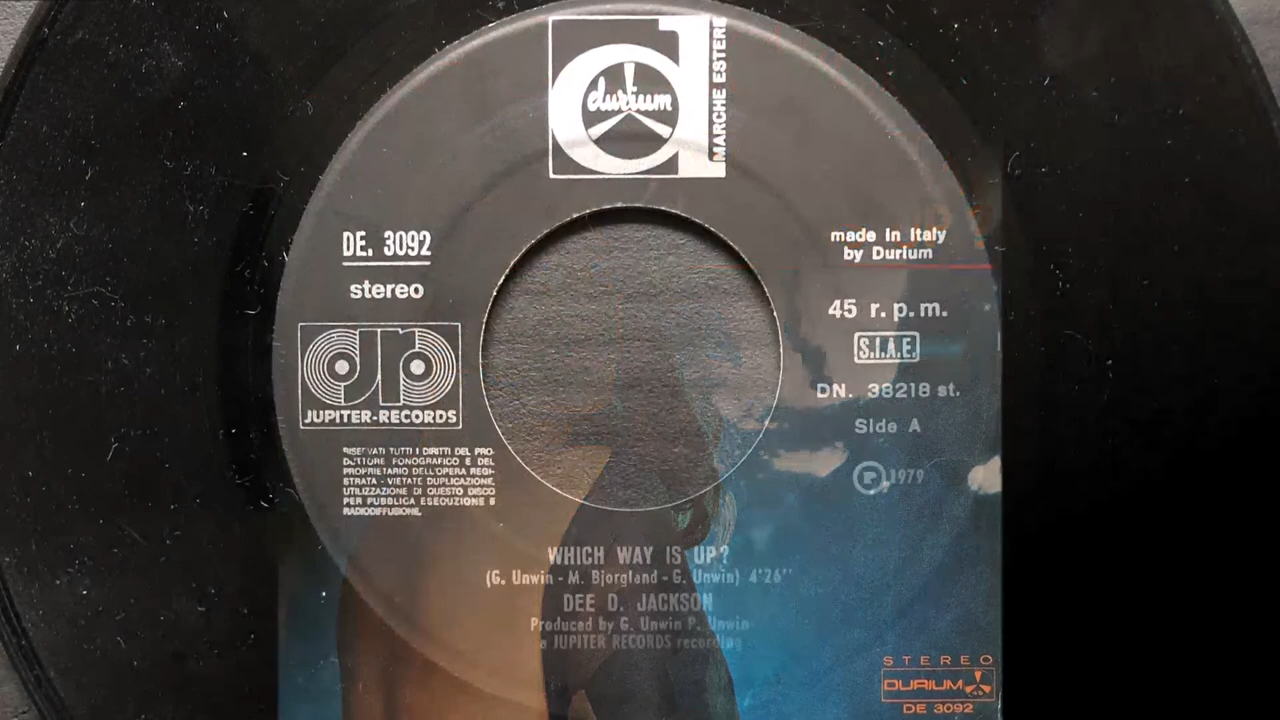 durium
MARCHE ESTERE
DE. 3092
stereo
JUPITER-RECORDS
RISERVATI TUTTI I DIRITTI DEL PRO-
DUTTORE FONOGRAFICO E DEL
PROPRIETARIO DELL'OPERA REGI-
STRATA - VIETATE DUPLICAZIONE,
UTILIZZAZIONE DI QUESTO DISCO
PER PUBBLICA ESECUZIONE E
RADIODIFFUSIONE.
made in Italy
by Durium
45 r.p.m.
S.I.A.E.
DN. 38218 st.
Side A
P 1979
WHICH WAY IS UP?
(G. Unwin - M. Bjorgland - G. Unwin) 4'26''
DEE D. JACKSON
Produced by G. Unwin P. Unwin
a JUPITER RECORDS recording
STEREO
DURIUM
DE 3092